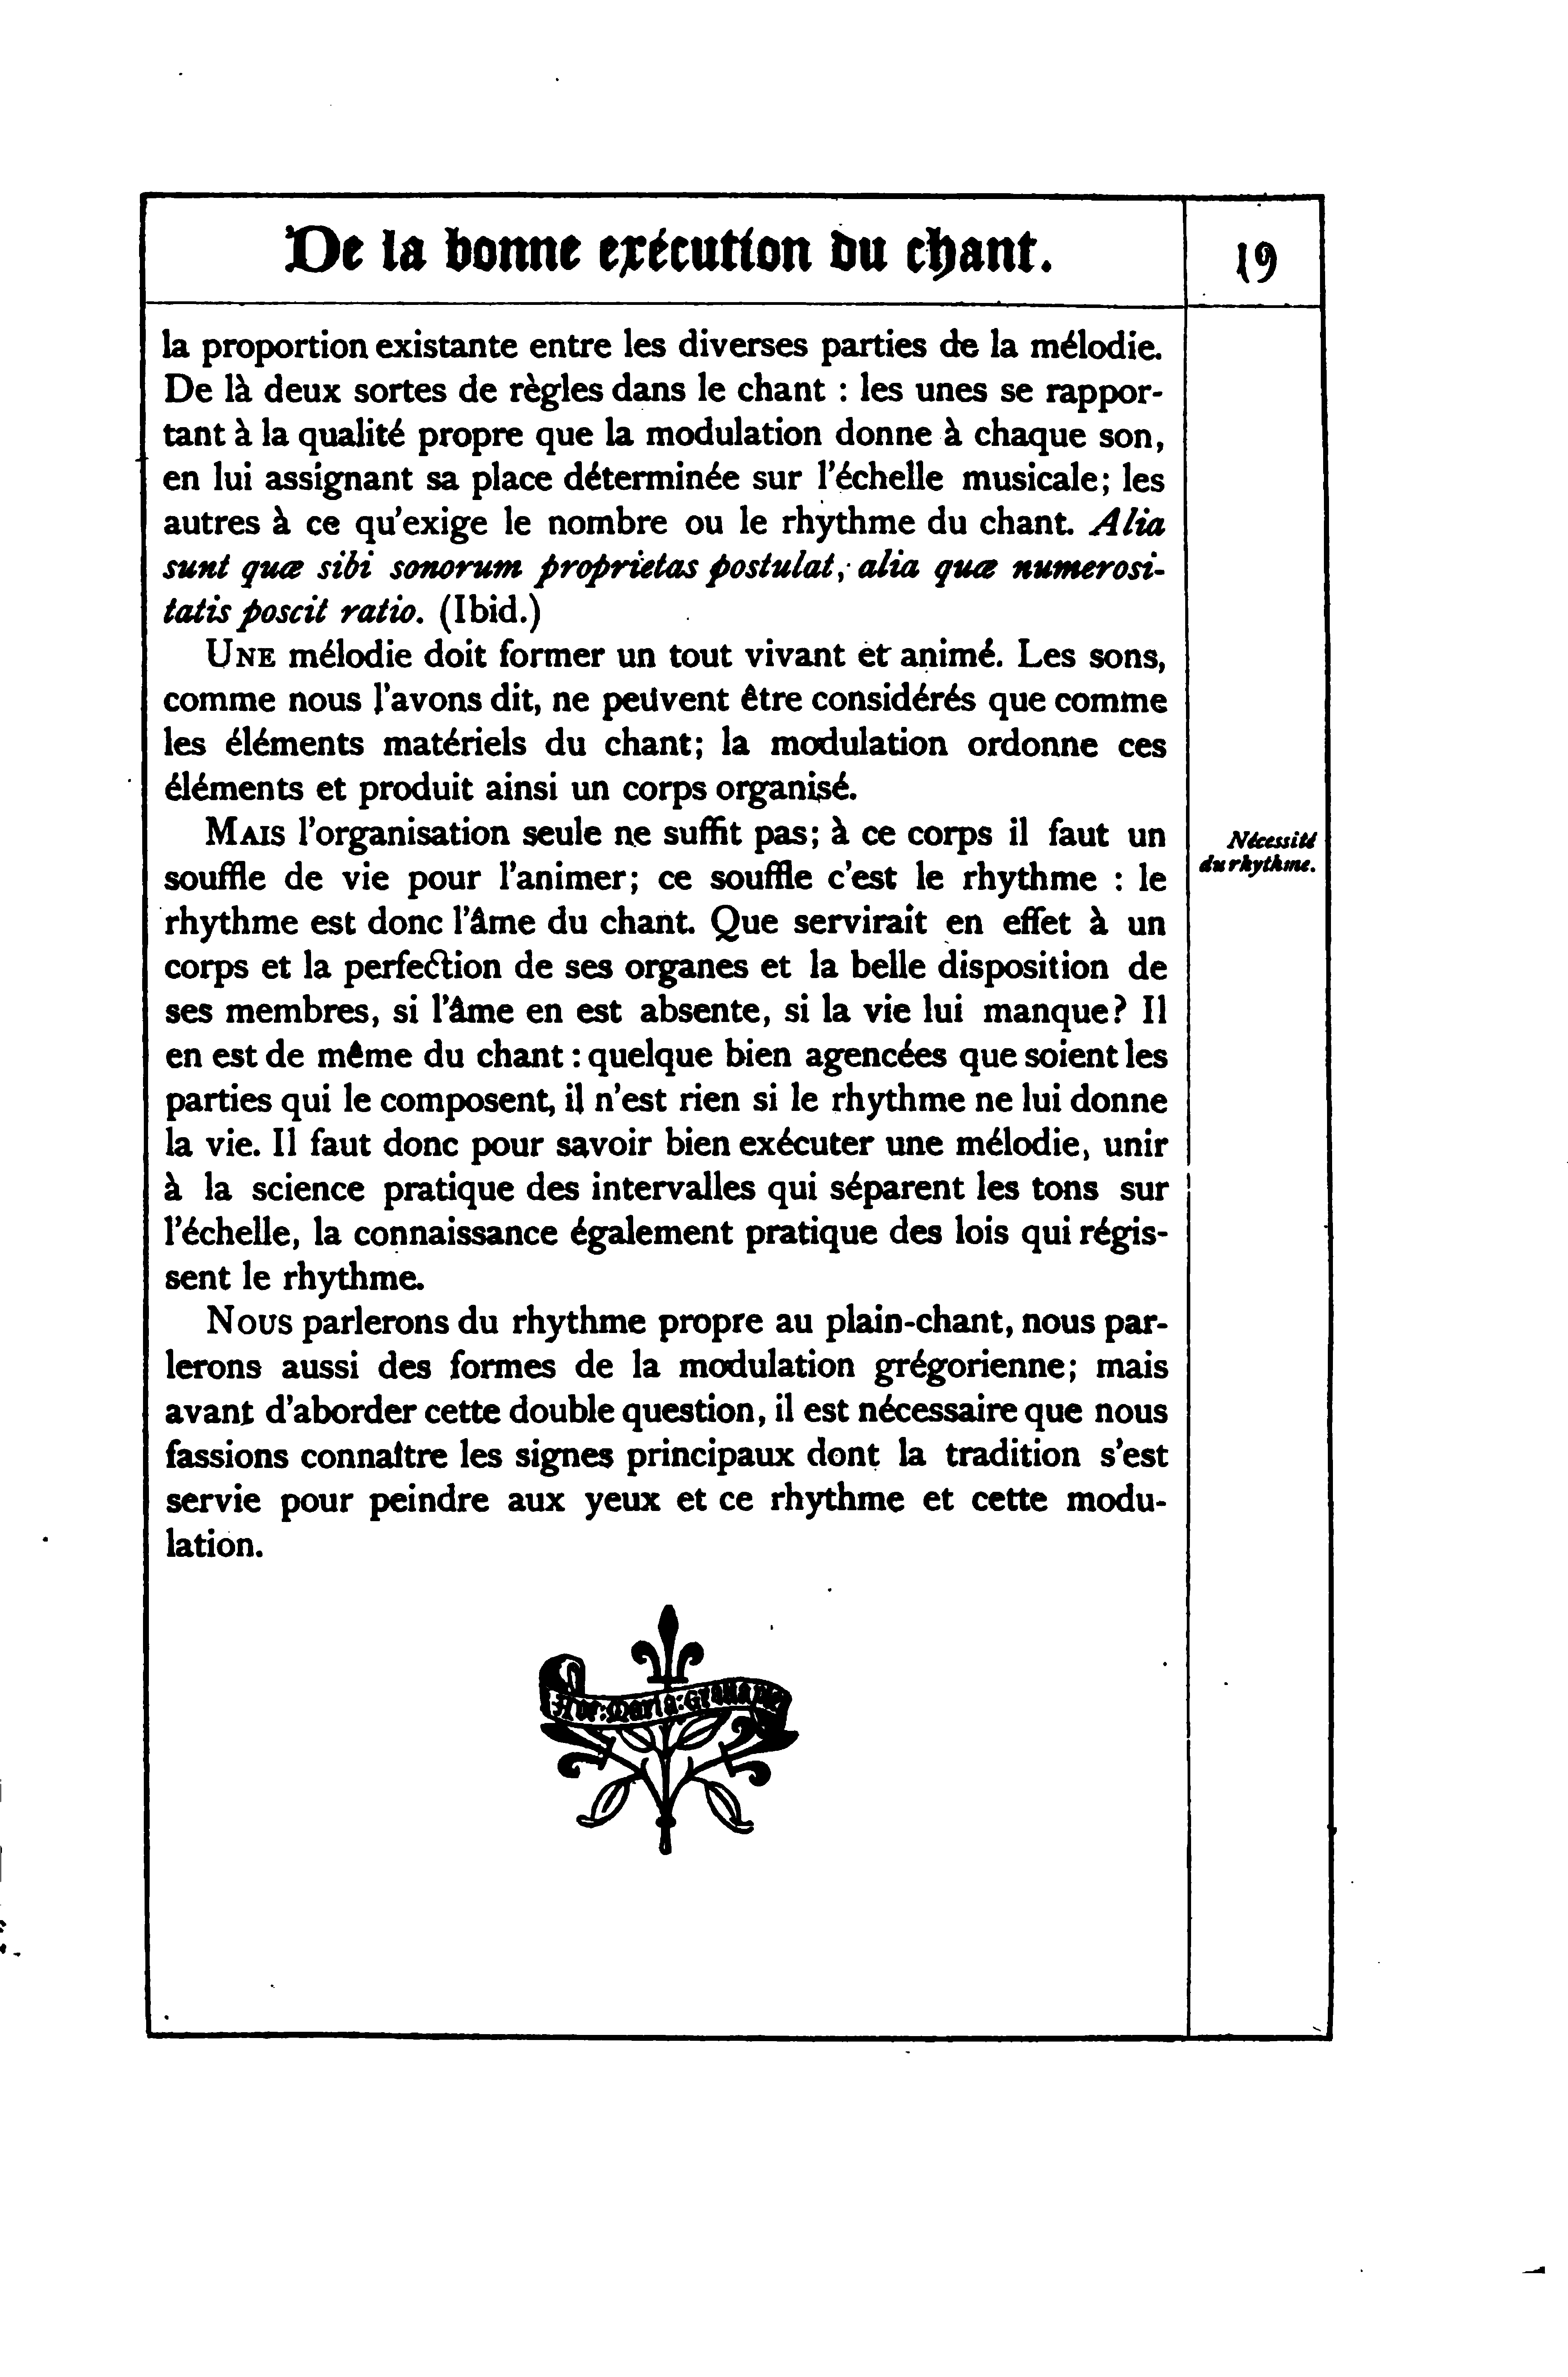 De la bonne exécution du chant.
19
la proportion existante entre les diverses parties de la mélodie.
De là deux sortes de règles dans le chant : les unes se rappor-
tant à la qualité propre que la modulation donne à chaque son,
en lui assignant sa place déterminée sur l'échelle musicale; les
autres à ce qu'exige le nombre ou le rhythme du chant. Alia
sunt quæ sibi sonorum proprietas postulat, alia quæ numerosi-
tatis poscit ratio. (Ibid.)
UNE mélodie doit former un tout vivant et animé. Les sons,
comme nous l'avons dit, ne peuvent être considérés que comme
les éléments matériels du chant; la modulation ordonne ces
éléments et produit ainsi un corps organisé.
MAIS l'organisation seule ne suffit pas; à ce corps il faut un
souffle de vie pour l'animer; ce souffle c'est le rhythme : le
rhythme est donc l'âme du chant. Que servirait en effet à un
corps et la perfection de ses organes et la belle disposition de
ses membres, si l'âme en est absente, si la vie lui manque? Il
en est de même du chant : quelque bien agencées que soient les
parties qui le composent, il n'est rien si le rhythme ne lui donne
la vie. Il faut donc pour savoir bien exécuter une mélodie, unir
à la science pratique des intervalles qui séparent les tons sur
l'échelle, la connaissance également pratique des lois qui régis-
sent le rhythme.
NOUS parlerons du rhythme propre au plain-chant, nous par-
lerons aussi des formes de la modulation grégorienne; mais
avant d'aborder cette double question, il est nécessaire que nous
fassions connaître les signes principaux dont la tradition s'est
servie pour peindre aux yeux et ce rhythme et cette modu-
lation.
Nécessité
du rhythme.
Ave:Maria:Gratia